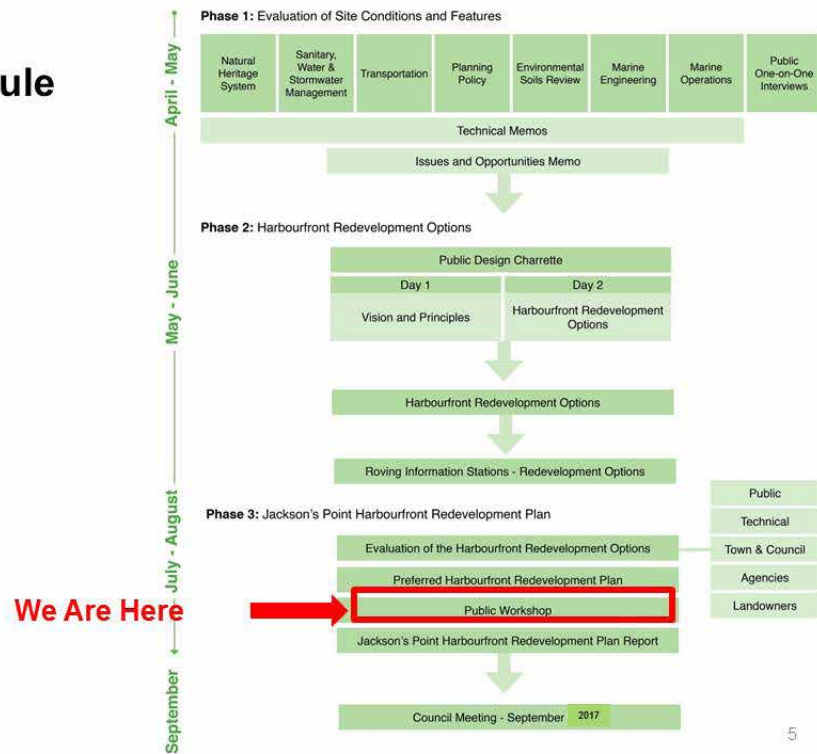 ule
April - May
May - June
July - August
September
Phase 1: Evaluation of Site Conditions and Features
Natural
Heritage
System
Sanitary,
Water &
Stormwater
Management
Transportation
Planning
Policy
Environmental
Soils Review
Marine
Engineering
Marine
Operations
Public
One-on-One
Interviews
Technical Memos
Issues and Opportunities Memo
Phase 2: Harbourfront Redevelopment Options
Public Design Charrette
Day 1
Day 2
Vision and Principles
Harbourfront Redevelopment
Options
Harbourfront Redevelopment Options
Roving Information Stations - Redevelopment Options
Phase 3: Jackson's Point Harbourfront Redevelopment Plan
Evaluation of the Harbourfront Redevelopment Options
Public
Technical
Town & Council
Agencies
Landowners
Preferred Harbourfront Redevelopment Plan
We Are Here
Public Workshop
Jackson's Point Harbourfront Redevelopment Plan Report
Council Meeting - September 2017
5